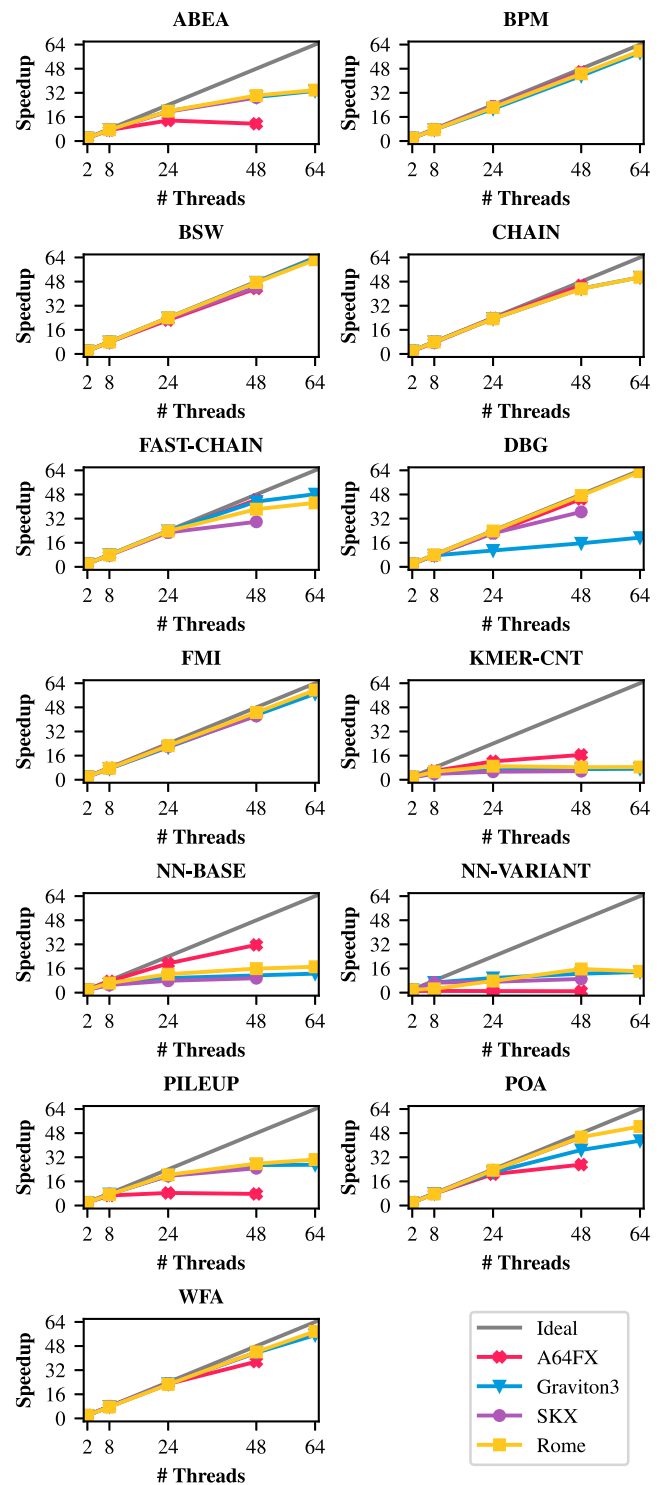 ABEA
BPM
Speedup
64
48
32
16
0
2 8 24 48 64
# Threads
Speedup
64
48
32
16
0
2 8 24 48 64
# Threads
BSW
CHAIN
Speedup
64
48
32
16
0
2 8 24 48 64
# Threads
Speedup
64
48
32
16
0
2 8 24 48 64
# Threads
FAST-CHAIN
DBG
Speedup
64
48
32
16
0
2 8 24 48 64
# Threads
Speedup
64
48
32
16
0
2 8 24 48 64
# Threads
FMI
KMER-CNT
Speedup
64
48
32
16
0
2 8 24 48 64
# Threads
Speedup
64
48
32
16
0
2 8 24 48 64
# Threads
NN-BASE
NN-VARIANT
Speedup
64
48
32
16
0
2 8 24 48 64
# Threads
Speedup
64
48
32
16
0
2 8 24 48 64
# Threads
PILEUP
POA
Speedup
64
48
32
16
0
2 8 24 48 64
# Threads
Speedup
64
48
32
16
0
2 8 24 48 64
# Threads
WFA
Speedup
64
48
32
16
0
2 8 24 48 64
# Threads
Ideal
A64FX
Graviton3
SKX
Rome